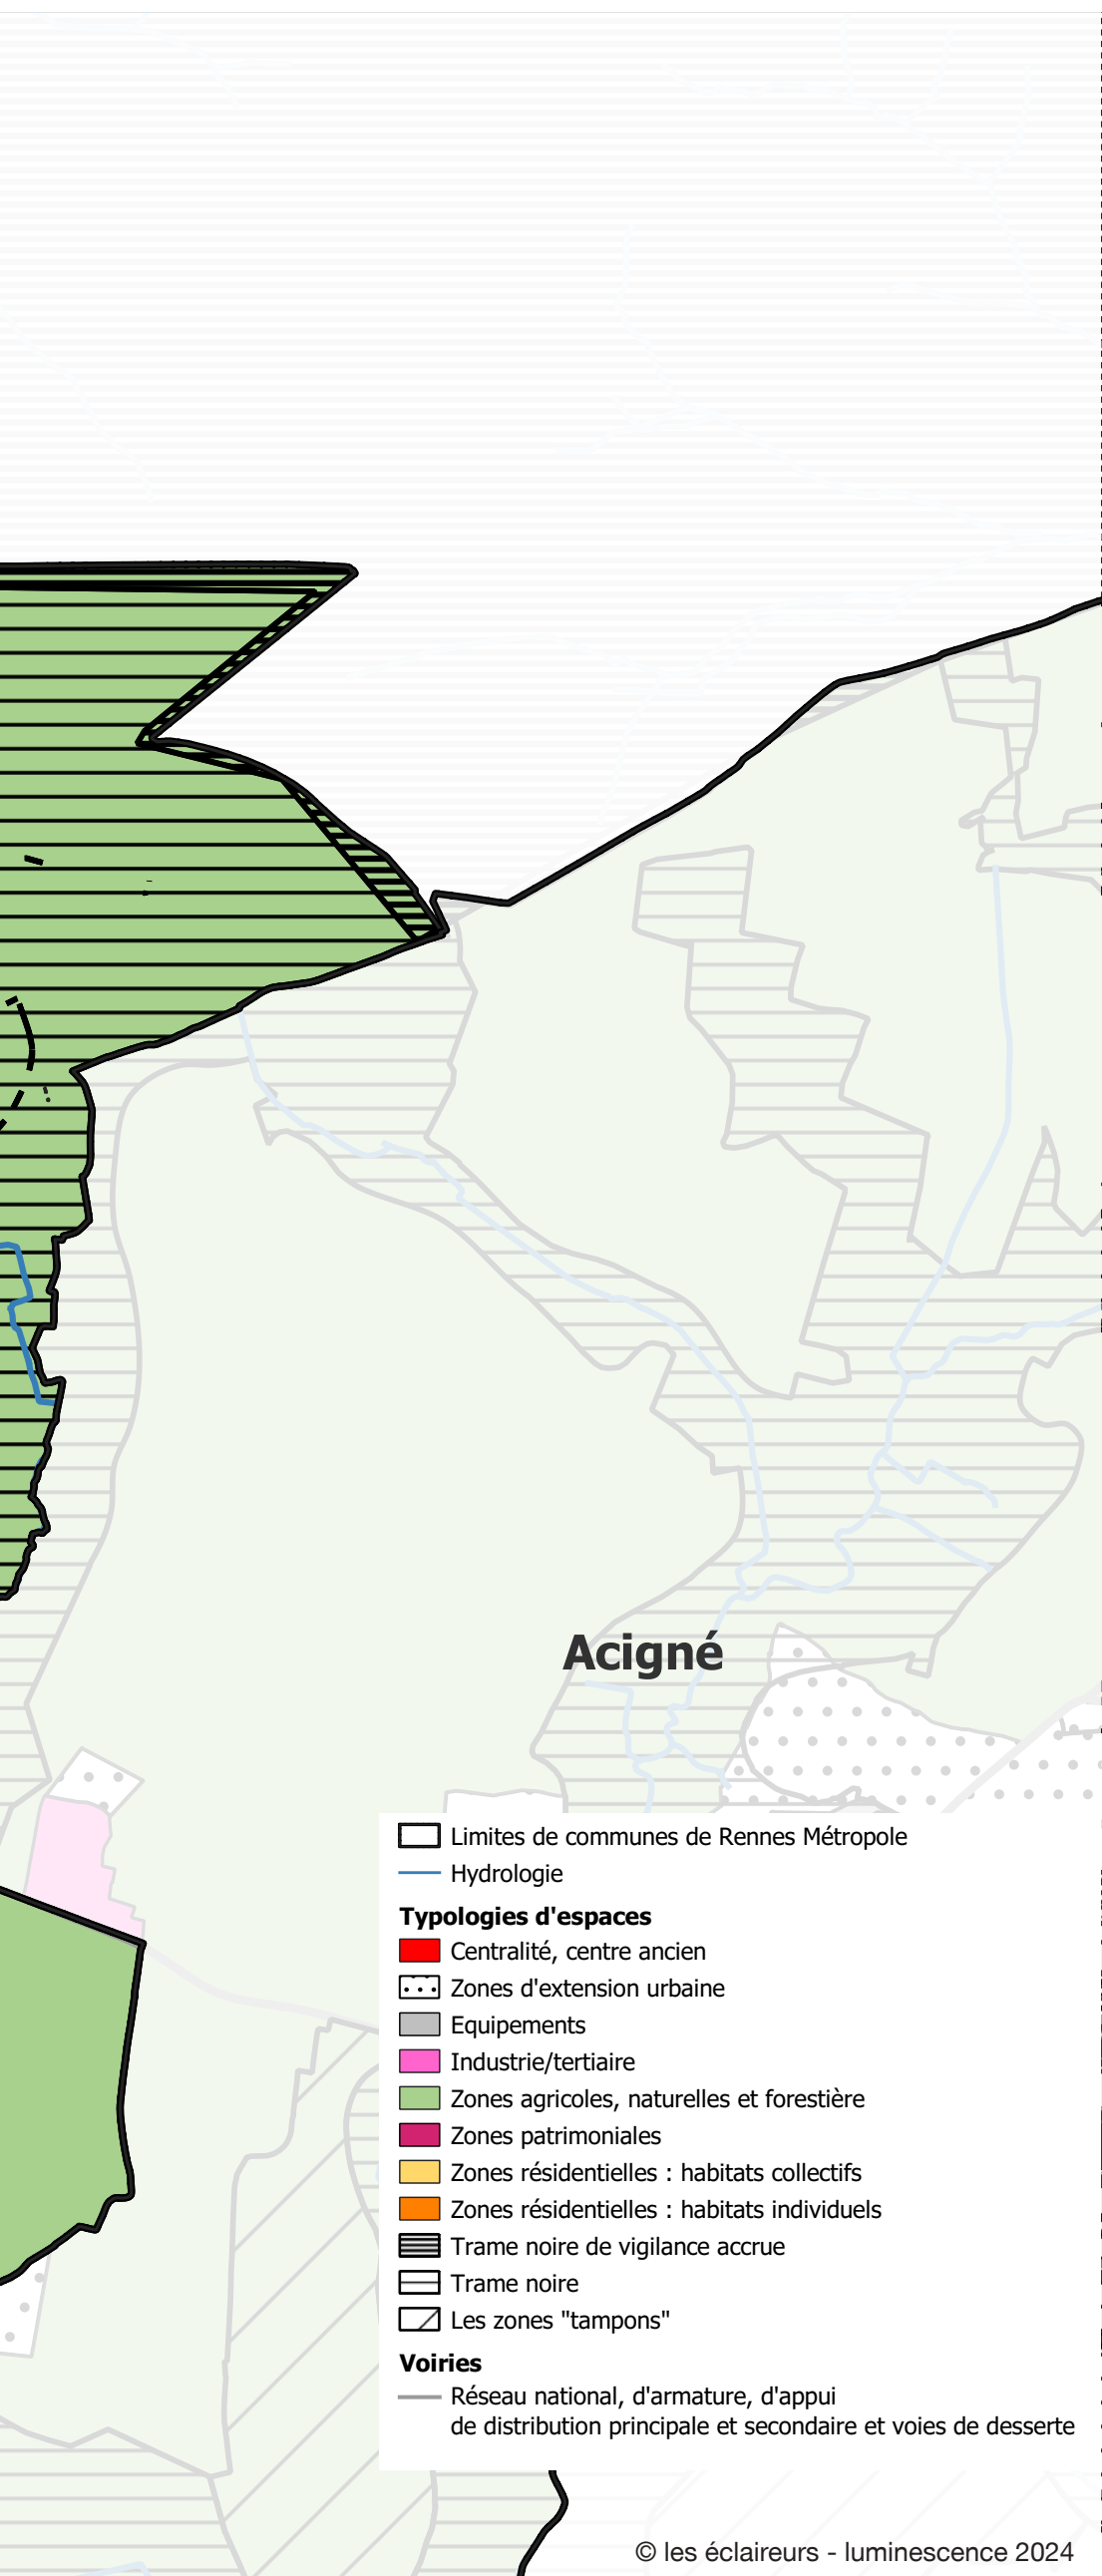 Acigné
Limites de communes de Rennes Métropole
Hydrologie
Typologies d'espaces
Centralité, centre ancien
Zones d'extension urbaine
Equipements
Industrie/tertiaire
Zones agricoles, naturelles et forestière
Zones patrimoniales
Zones résidentielles : habitats collectifs
Zones résidentielles : habitats individuels
Trame noire de vigilance accrue
Trame noire
Les zones "tampons"
Voiries
Réseau national, d'armature, d'appui
de distribution principale et secondaire et voies de desserte
© les éclaireurs - luminescence 2024